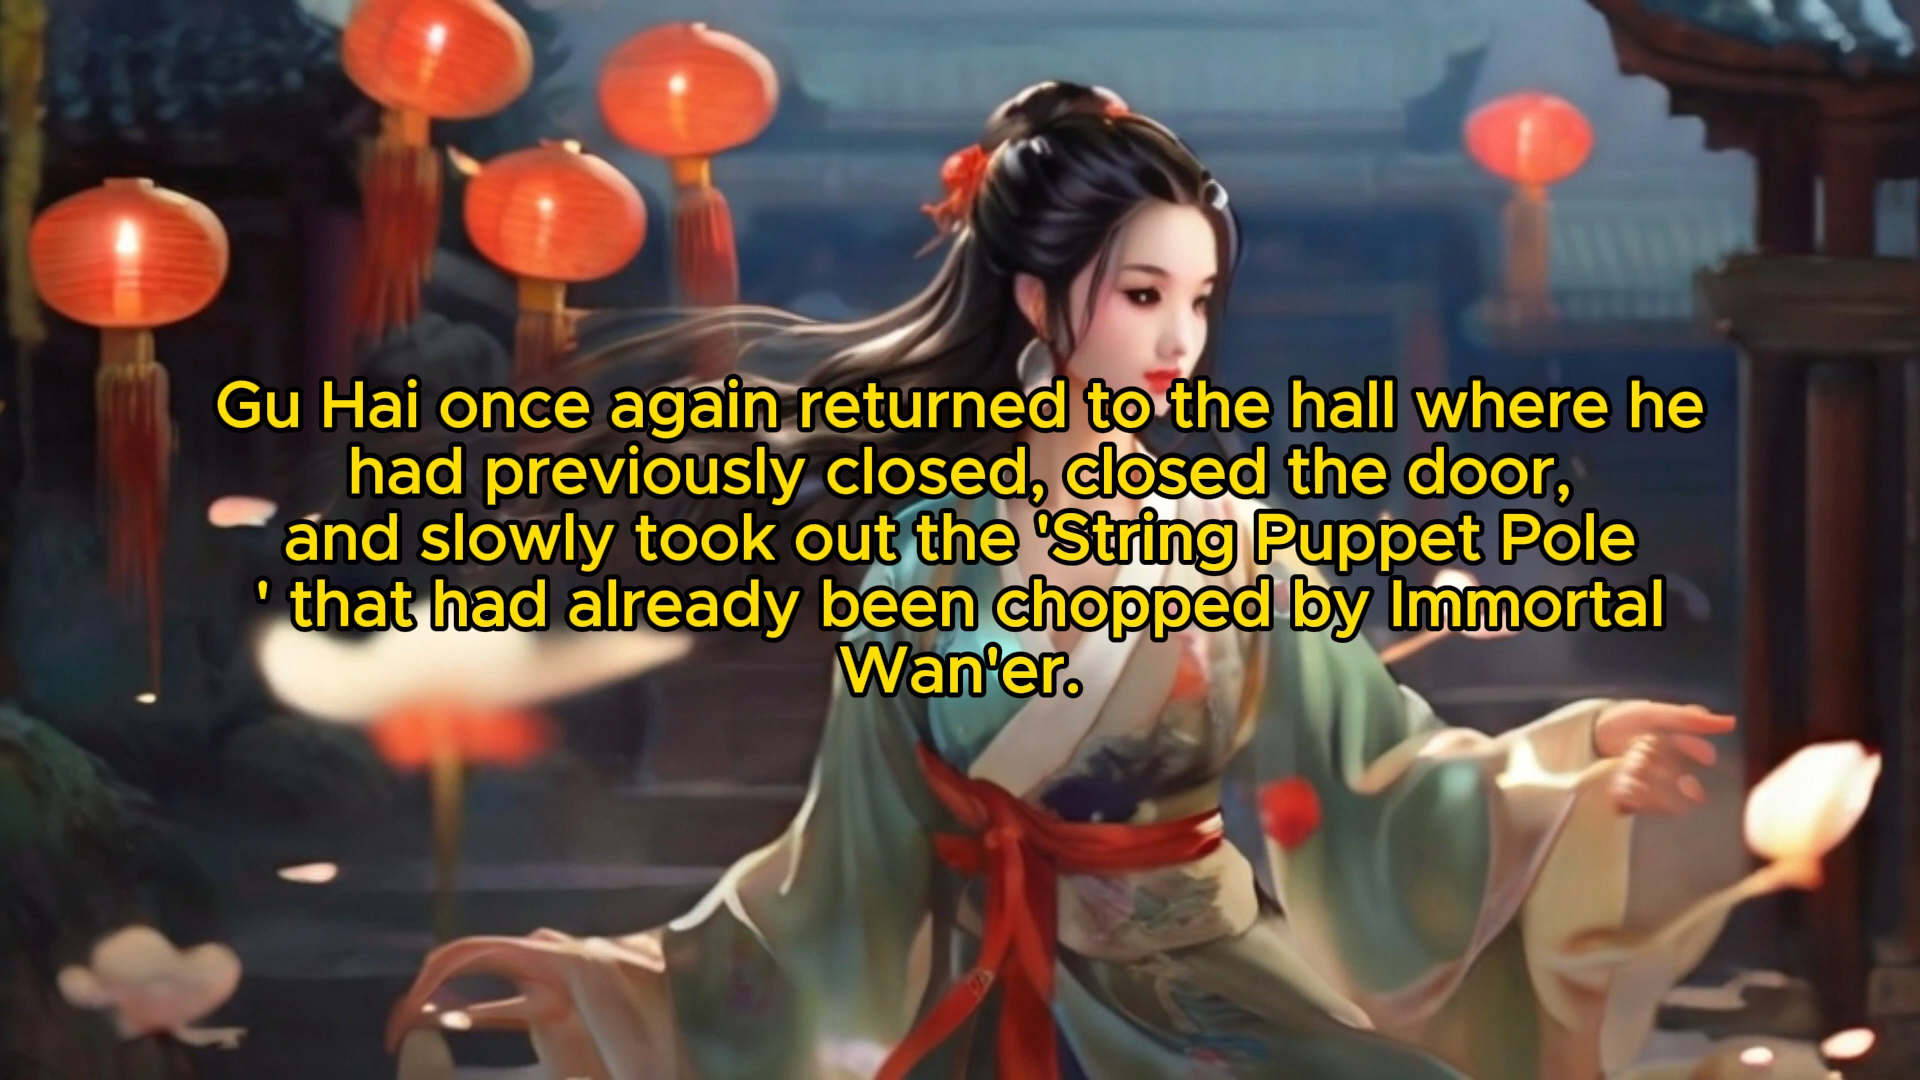 Gu Hai once again returned to the hall where he
had previously closed, closed the door,
and slowly took out the 'String Puppet Pole
' that had already been chopped by Immortal
Wan'er.